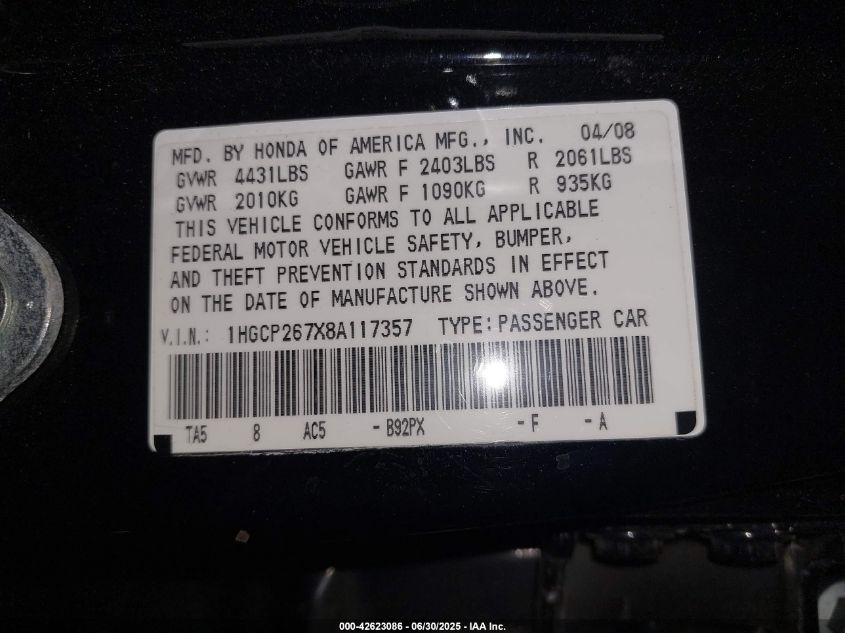 MFD. BY HONDA OF AMERICA MFG., INC. 04/08
GVWR 4431LBS GAWR F 2403LBS R 2061LBS
GVWR 2010KG GAWR F 1090KG R 935KG
THIS VEHICLE CONFORMS TO ALL APPLICABLE
FEDERAL MOTOR VEHICLE SAFETY, BUMPER,
AND THEFT PREVENTION STANDARDS IN EFFECT
ON THE DATE OF MANUFACTURE SHOWN ABOVE.
V.I.N.: 1HGCP267X8A117357 TYPE:PASSENGER CAR
TA5 8 AC5 -B92PX -F -A
000-42623086 - 06/30/2025 - IAA Inc.